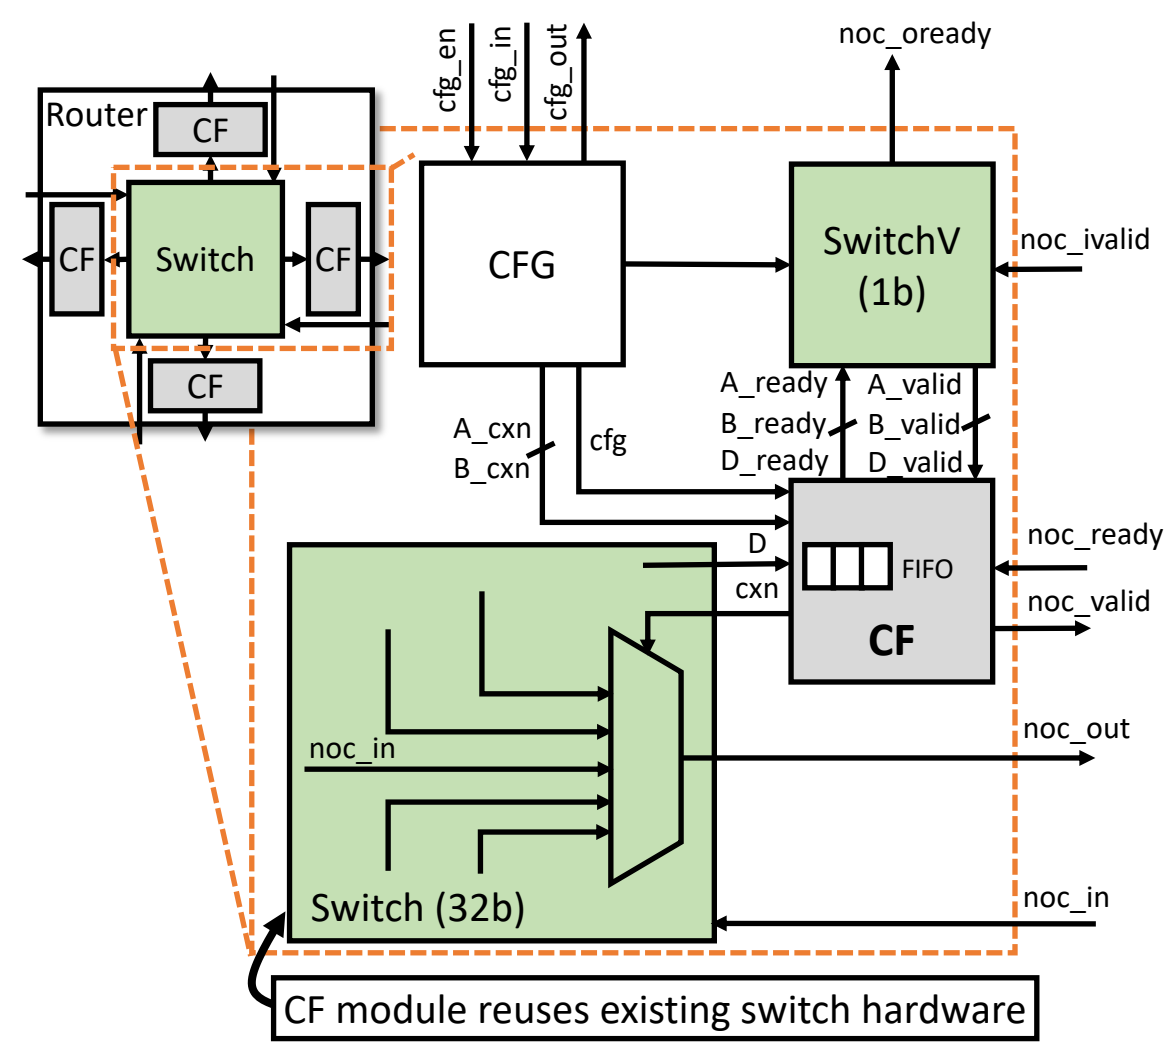 Router
CF
CF
Switch
CF
CF
cfg_en
cfg_in
cfg_out
noc_oready
CFG
SwitchV
(1b)
noc_ivalid
A_cxn
B_cxn
cfg
A_ready
B_ready
D_ready
A_valid
B_valid
D_valid
D
cxn
FIFO
CF
noc_ready
noc_valid
noc_in
noc_out
Switch (32b)
noc_in
CF module reuses existing switch hardware